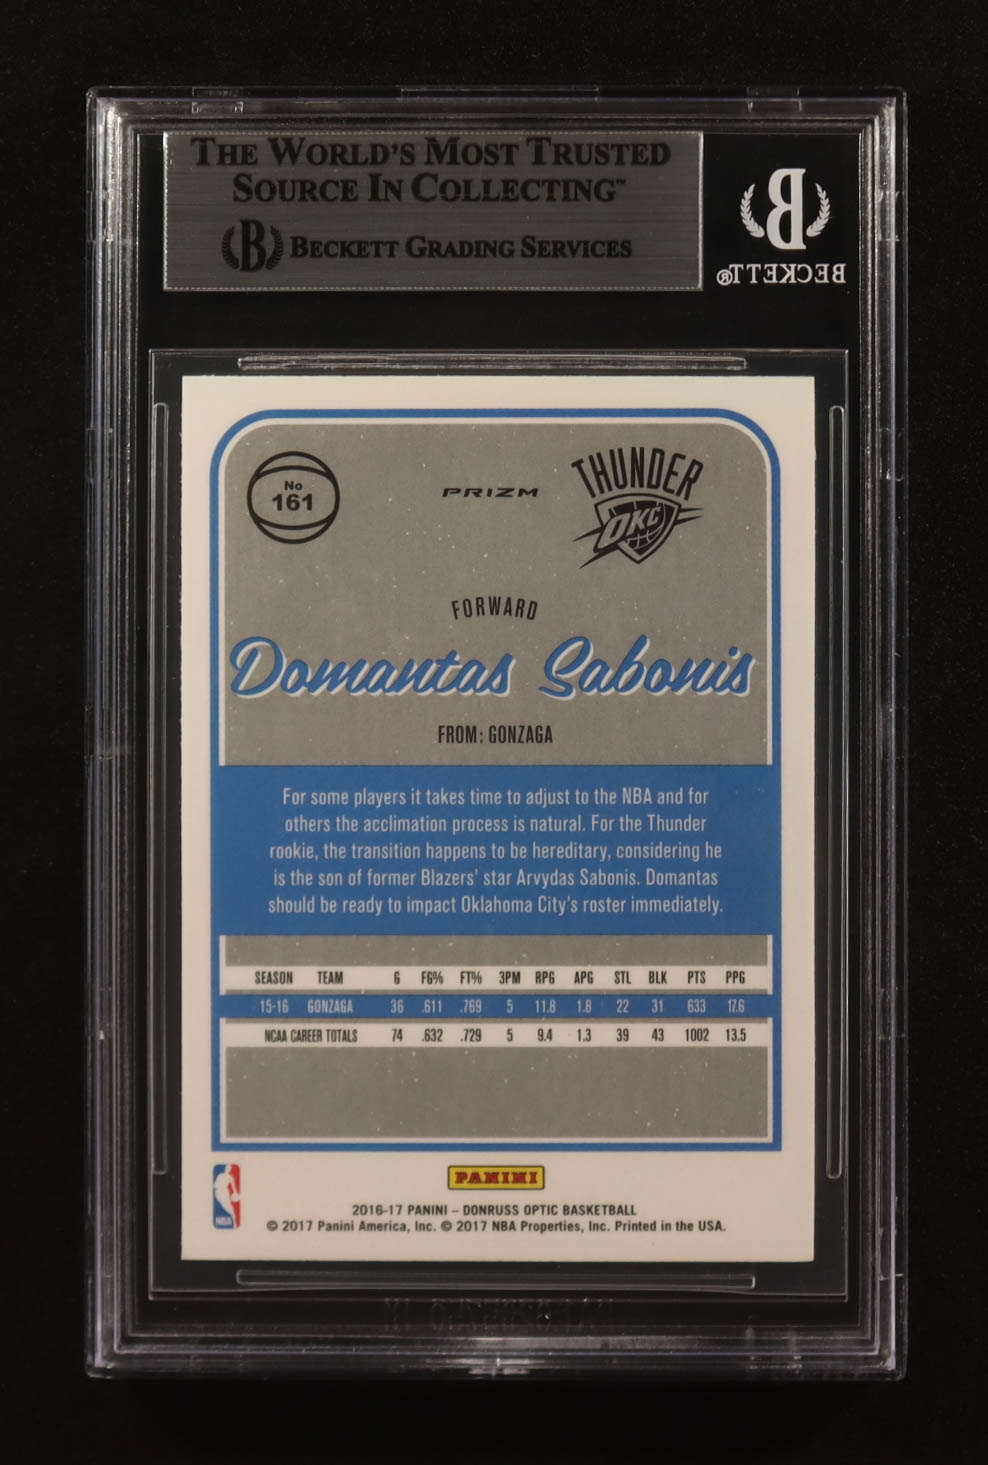 THE WORLD'S MOST TRUSTED
SOURCE IN COLLECTING™
B BECKETT GRADING SERVICES
B
BECKETT®
No
161
PRIZM
THUNDER
OKC
FORWARD
Domantas Sabonis
FROM: GONZAGA
For some players it takes time to adjust to the NBA and for
others the acclimation process is natural. For the Thunder
rookie, the transition happens to be hereditary, considering he
is the son of former Blazers' star Arvydas Sabonis. Domantas
should be ready to impact Oklahoma City's roster immediately.
SEASON TEAM G FG% FT% 3PM RPG APG STL BLK PTS PPG
15-16 GONZAGA 36 .611 .769 5 11.8 1.8 22 31 633 17.6
NCAA CAREER TOTALS 74 .632 .729 5 9.4 1.3 39 43 1002 13.5
NBA
PANINI
2016-17 PANINI – DONRUSS OPTIC BASKETBALL
© 2017 Panini America, Inc. © 2017 NBA Properties, Inc. Printed in the USA.